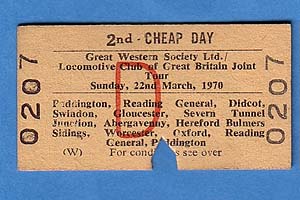 2nd - CHEAP DAY
Great Western Society Ltd./
Locomotive Club of Great Britain Joint
Tour
Sunday, 22nd March, 1970
D
Paddington, Reading General, Didcot,
Swindon, Gloucester, Severn Tunnel
Junction, Abergavenny, Hereford Bulmers
Sidings, Worcester, Oxford, Reading
General, Paddington
(W) For conditions see over
0207
0207